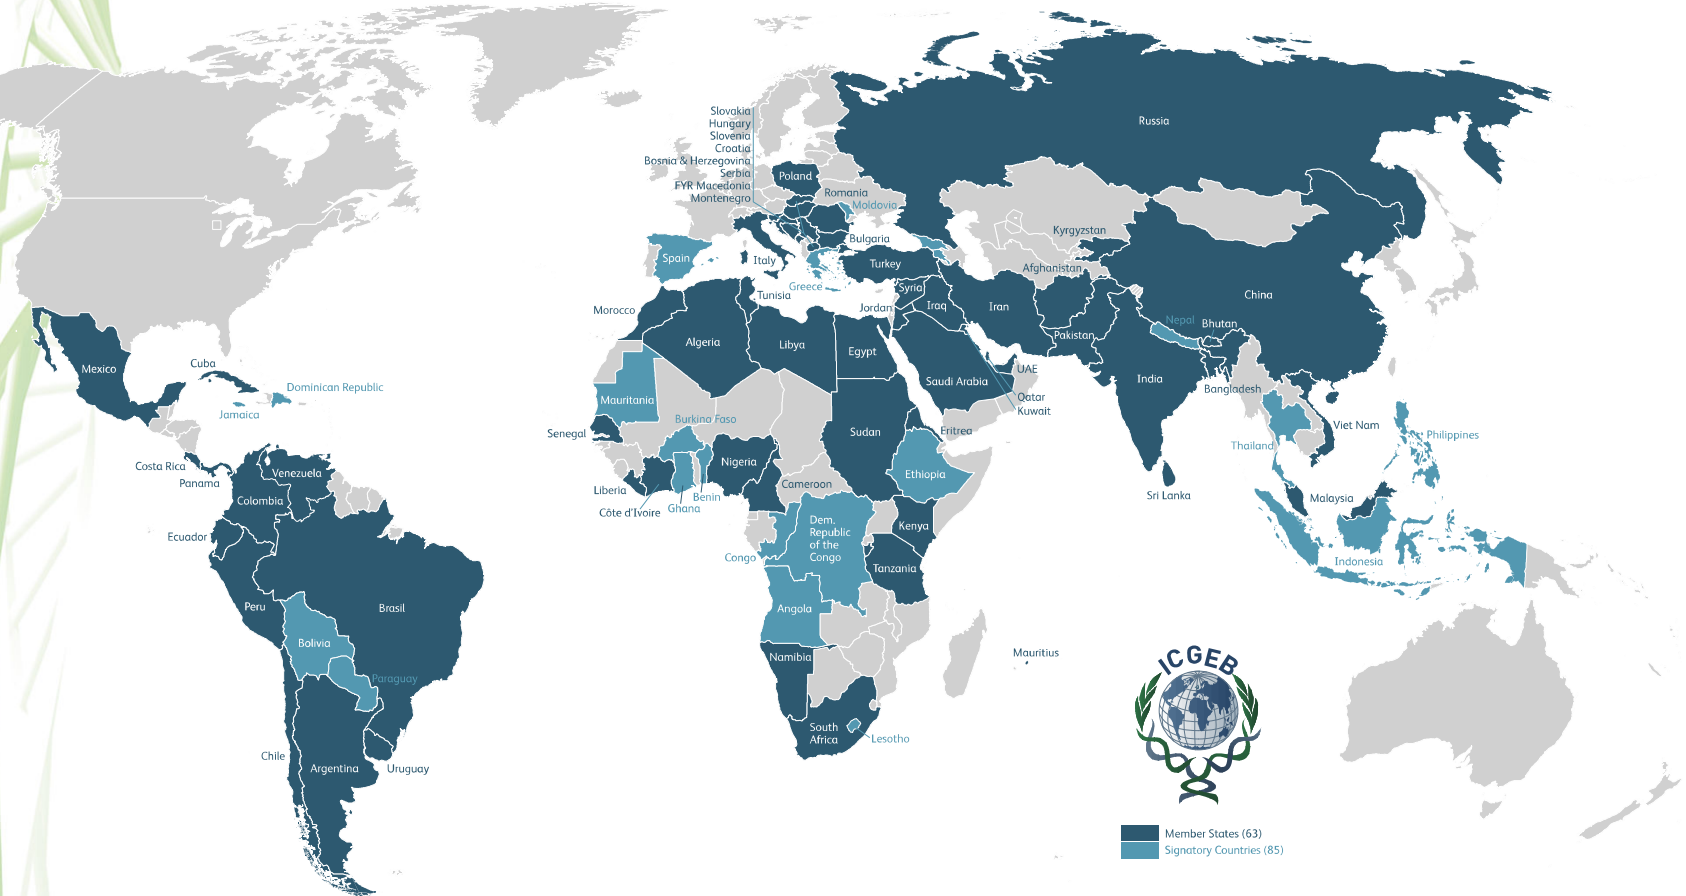 Slovakia
Hungary
Slovenia
Croatia
Bosnia & Herzegovina
Serbia
FYR Macedonia
Montenegro
Poland
Romania
Moldovia
Bulgaria
Russia
Kyrgyzstan
Afghanistan
Spain
Italy
Greece
Turkey
Tunisia
Morocco
Algeria
Libya
Egypt
Jordan
Syria
Iraq
Iran
Pakistan
Nepal
Bhutan
China
India
Bangladesh
Saudi Arabia
UAE
Qatar
Kuwait
Mexico
Cuba
Dominican Republic
Jamaica
Costa Rica
Panama
Venezuela
Colombia
Ecuador
Peru
Brasil
Bolivia
Paraguay
Chile
Argentina
Uruguay
Mauritania
Senegal
Burkina Faso
Liberia
Côte d'Ivoire
Ghana
Benin
Nigeria
Cameroon
Sudan
Eritrea
Ethiopia
Kenya
Tanzania
Congo
Dem.
Republic
of the
Congo
Angola
Namibia
South
Africa
Lesotho
Mauritius
Sri Lanka
Thailand
Viet Nam
Philippines
Malaysia
Indonesia
ICGEB
Member States (63)
Signatory Countries (85)